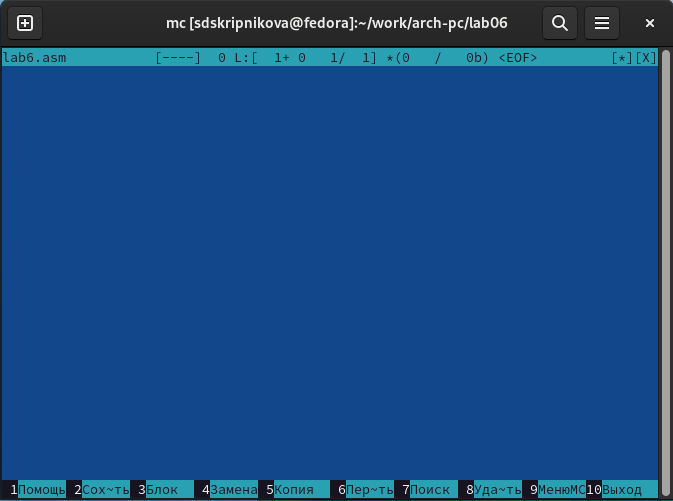 mc [sdskripnikova@fedora]:~/work/arch-pc/lab06
lab6.asm [----] 0 L:[ 1+ 0 1/ 1] *(0 / 0b) <EOF> [*][X]
1Помощь 2Сох~ть 3Блок 4Замена 5Копия 6Пер~ть 7Поиск 8Уда~ть 9МенюMC 10Выход